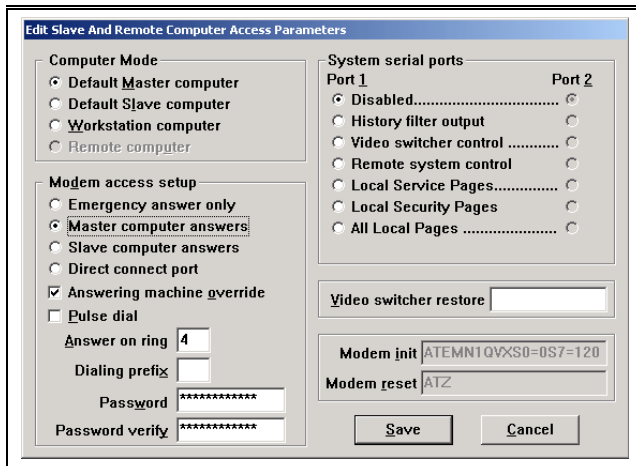 Edit Slave And Remote Computer Access Parameters
Computer Mode
Default Master computer
Default Slave computer
Workstation computer
Remote computer
Modem access setup
Emergency answer only
Master computer answers
Slave computer answers
Direct connect port
Answering machine override
Pulse dial
Answer on ring 4
Dialing prefix
Password ************
Password verify ************
System serial ports
Port 1 Port 2
Disabled.................................
History filter output
Video switcher control ............
Remote system control
Local Service Pages...............
Local Security Pages
All Local Pages ......................
Video switcher restore
Modem init ATEMN1QVXS0=0S7=120
Modem reset ATZ
Save Cancel